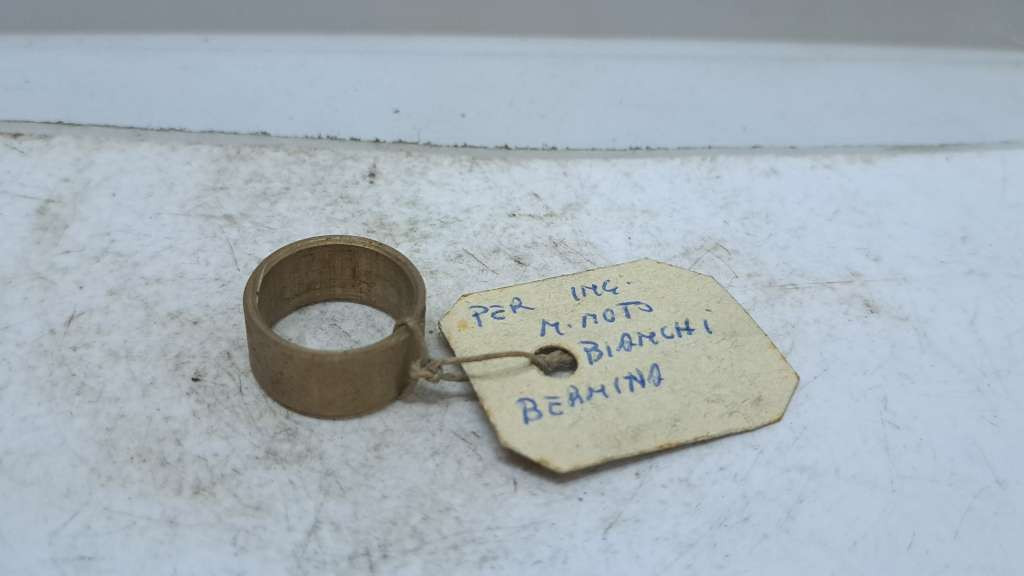 PER ING.
M. MOTO
BIANCHI
BERNINA